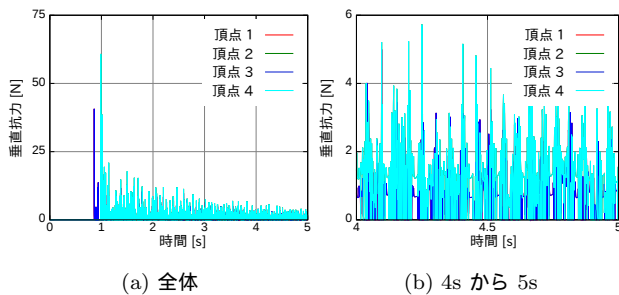 75
50
25
0
垂直抗力 [N]
頂点 1
頂点 2
頂点 3
頂点 4
0 1 2 3 4 5
時間 [s]
(a) 全体
6
4
2
0
垂直抗力 [N]
頂点 1
頂点 2
頂点 3
頂点 4
4 4.5 5
時間 [s]
(b) 4s から 5s